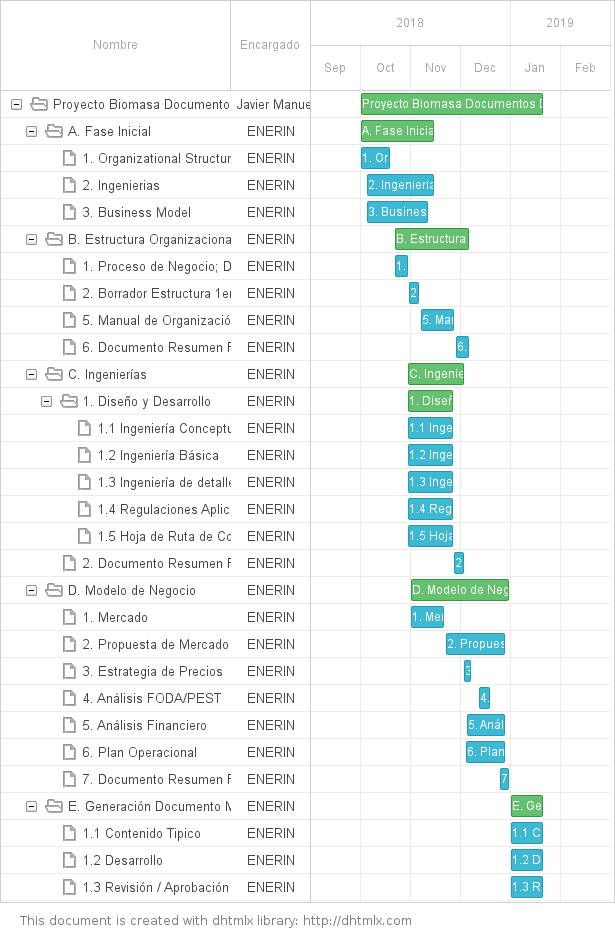 2018 2019
Nombre Encargado
Sep Oct Nov Dec Jan Feb
Proyecto Biomasa Documento Javier Manue Proyecto Biomasa Documentos D
A. Fase Inicial ENERIN A. Fase Inicia
1. Organizational Structur ENERIN 1. Or
2. Ingenierias ENERIN 2. Ingenieria
3. Business Model ENERIN 3. Busines
B. Estructura Organizaciona ENERIN B. Estructura
1. Proceso de Negocio; D ENERIN 1.
2. Borrador Estructura 1er ENERIN 2
5. Manual de Organizació ENERIN 5. Man
6. Documento Resumen F ENERIN 6.
C. Ingenierías ENERIN C. Ingenie
1. Diseño y Desarrollo ENERIN 1. Diseñ
1.1 Ingeniería Conceptu ENERIN 1.1 Inge
1.2 Ingeniería Básica ENERIN 1.2 Inge
1.3 Ingeniería de detalle ENERIN 1.3 Inge
1.4 Regulaciones Aplic ENERIN 1.4 Reg
1.5 Hoja de Ruta de Co ENERIN 1.5 Hoja
2. Documento Resumen F ENERIN 2
D. Modelo de Negocio ENERIN D. Modelo de Neg
1. Mercado ENERIN 1. Mer
2. Propuesta de Mercado ENERIN 2. Propues
3. Estrategia de Precios ENERIN 3
4. Análisis FODA/PEST ENERIN 4.
5. Análisis Financiero ENERIN 5. Anál
6. Plan Operacional ENERIN 6. Plan
7. Documento Resumen F ENERIN 7
E. Generación Documento M ENERIN E. Ge
1.1 Contenido Tipico ENERIN 1.1 C
1.2 Desarrollo ENERIN 1.2 D
1.3 Revisión / Aprobación ENERIN 1.3 R
This document is created with dhtmlx library: http://dhtmlx.com